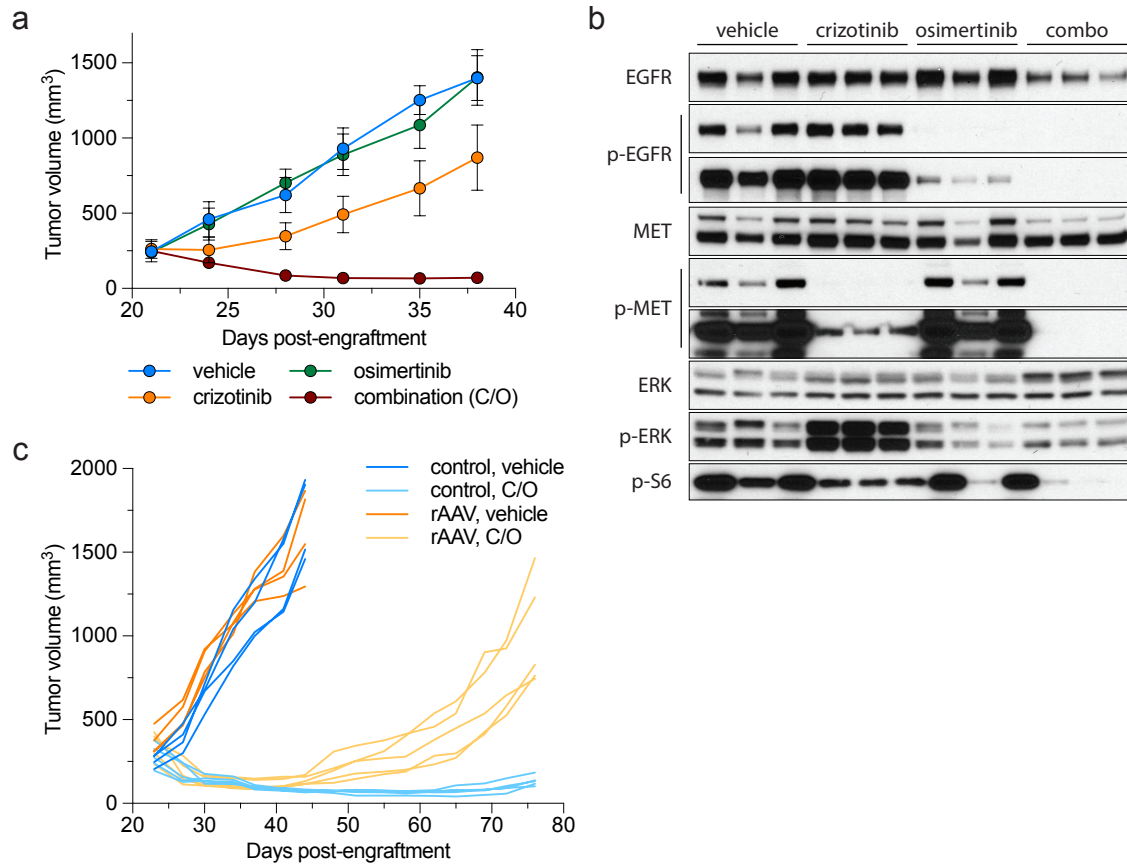 a
Tumor volume (mm³)
1500
1000
500
0
20 25 30 35 40
Days post-engraftment
vehicle osimertinib
crizotinib combination (C/O)
b
vehicle crizotinib osimertinib combo
EGFR
p-EGFR
MET
p-MET
ERK
p-ERK
p-S6
c
Tumor volume (mm³)
2000
1500
1000
500
0
20 30 40 50 60 70 80
Days post-engraftment
control, vehicle
control, C/O
rAAV, vehicle
rAAV, C/O